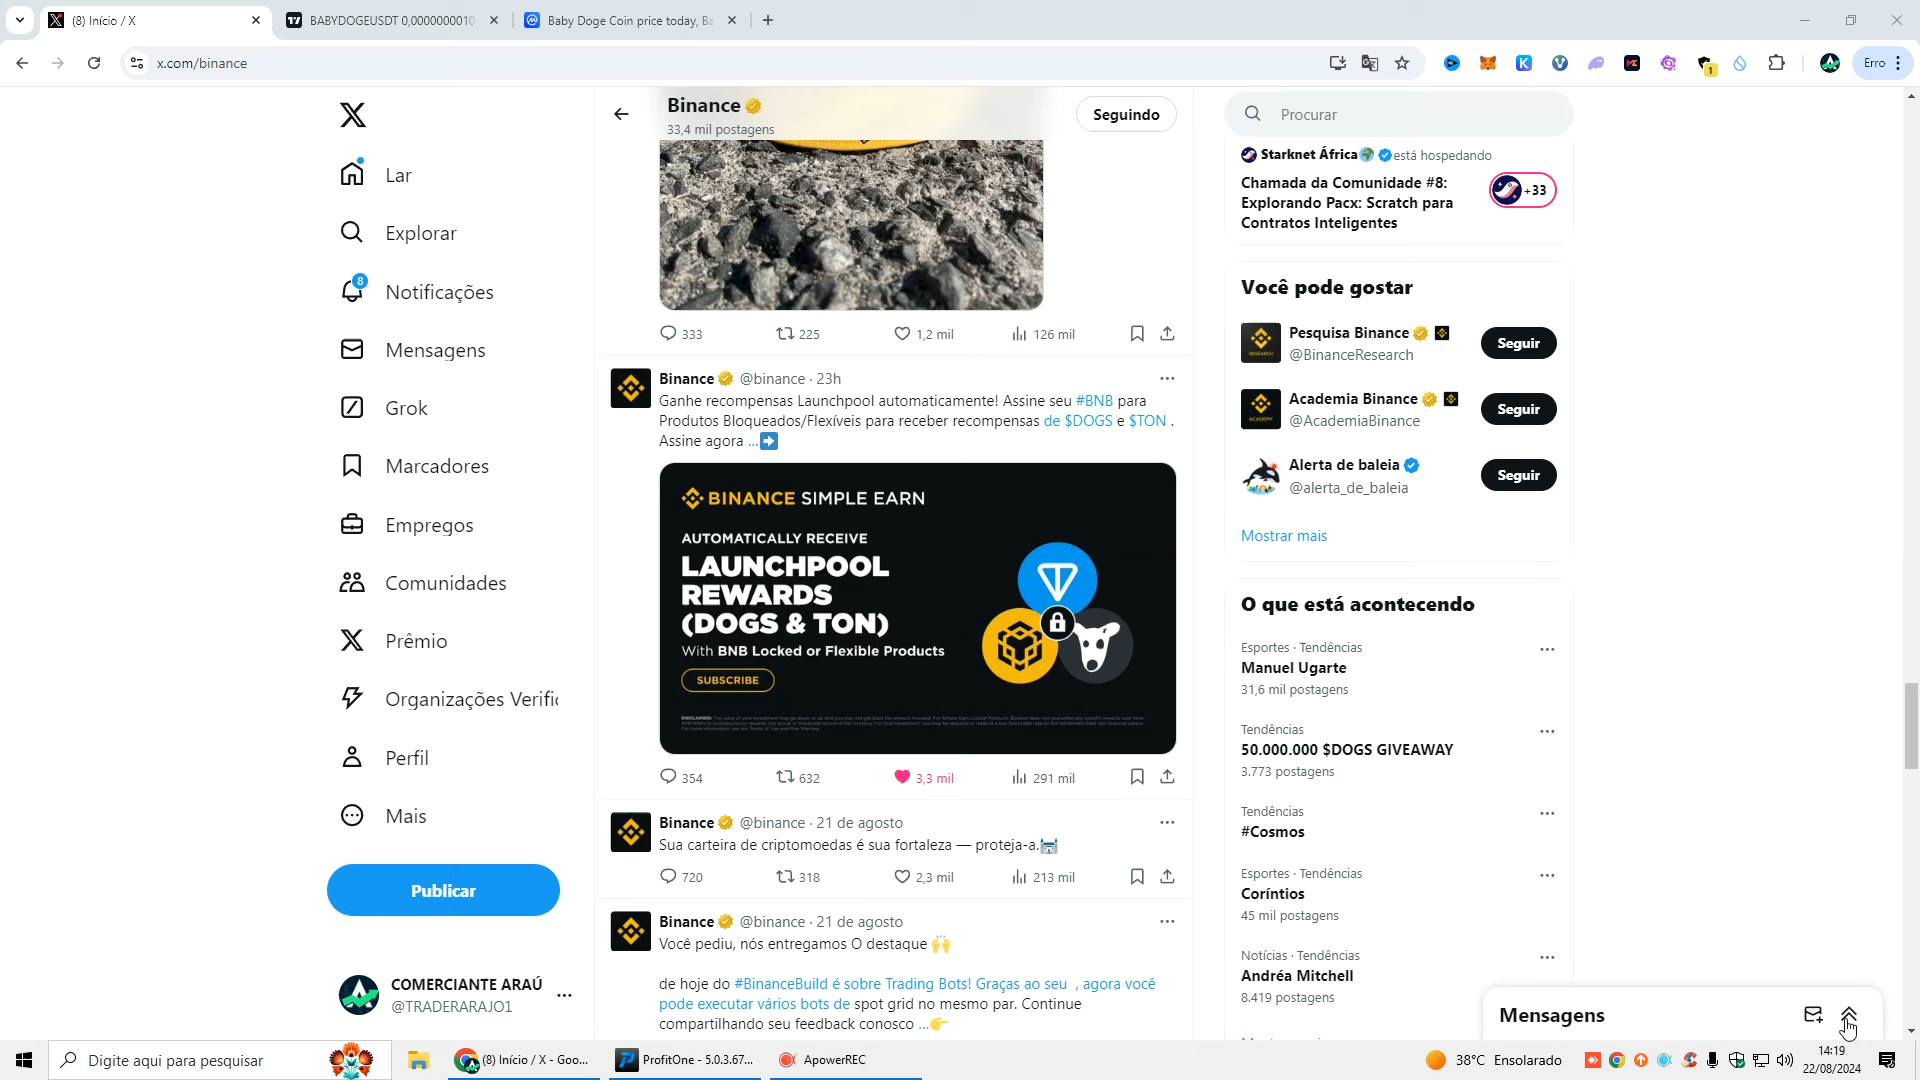 (8) Início / X
BABYDOGEUSDT 0,0000000010
Baby Doge Coin price today, Ba
x.com/binance
1
Erro
Lar
Explorar
8
Notificações
Mensagens
Grok
Marcadores
Empregos
Comunidades
Prêmio
Organizações Verific
Perfil
Mais
Publicar
COMERCIANTE ARAÚ
@TRADERARAJO1
Binance
33,4 mil postagens
Seguindo
333
225
1,2 mil
126 mil
Binance @binance · 23h
Ganhe recompensas Launchpool automaticamente! Assine seu #BNB para
Produtos Bloqueados/Flexíveis para receber recompensas de $DOGS e $TON .
Assine agora ...➡️
BINANCE SIMPLE EARN
AUTOMATICALLY RECEIVE
LAUNCHPOOL
REWARDS
(DOGS & TON)
With BNB Locked or Flexible Products
SUBSCRIBE
354
632
3,3 mil
291 mil
Binance @binance · 21 de agosto
Sua carteira de criptomoedas é sua fortaleza — proteja-a.🏰
720
318
2,3 mil
213 mil
Binance @binance · 21 de agosto
Você pediu, nós entregamos O destaque 🙌
de hoje do #BinanceBuild é sobre Trading Bots! Graças ao seu , agora você
pode executar vários bots de spot grid no mesmo par. Continue
compartilhando seu feedback conosco ...👉
Procurar
Starknet África🌍 está hospedando
Chamada da Comunidade #8:
Explorando Pacx: Scratch para
Contratos Inteligentes
+33
Você pode gostar
Pesquisa Binance
@BinanceResearch
Seguir
Academia Binance
@AcademiaBinance
Seguir
Alerta de baleia
@alerta_de_baleia
Seguir
Mostrar mais
O que está acontecendo
Esportes · Tendências
Manuel Ugarte
31,6 mil postagens
Tendências
50.000.000 $DOGS GIVEAWAY
3.773 postagens
Tendências
#Cosmos
Esportes · Tendências
Coríntios
45 mil postagens
Notícias · Tendências
Andréa Mitchell
8.419 postagens
Mensagens
Digite aqui para pesquisar
(8) Início / X - Goo...
ProfitOne - 5.0.3.67...
ApowerREC
38°C Ensolarado
14:19
22/08/2024